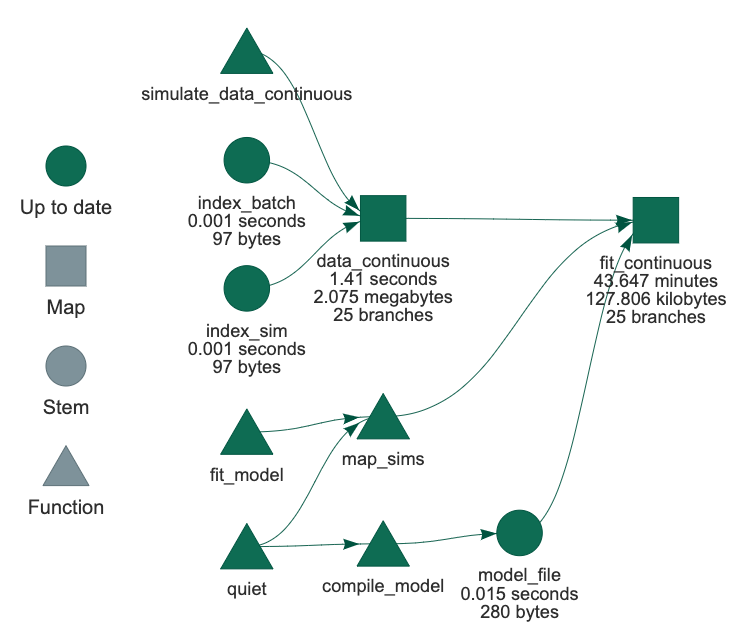 Up to date
Map
Stem
Function
simulate_data_continuous
index_batch
0.001 seconds
97 bytes
index_sim
0.001 seconds
97 bytes
data_continuous
1.41 seconds
2.075 megabytes
25 branches
fit_continuous
43.647 minutes
127.806 kilobytes
25 branches
fit_model
map_sims
quiet
compile_model
model_file
0.015 seconds
280 bytes